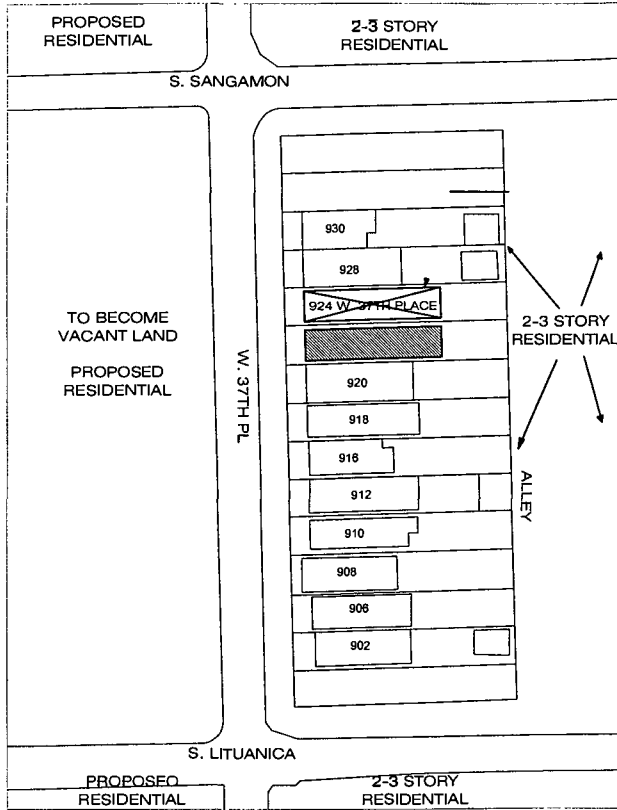 PROPOSED
RESIDENTIAL
2-3 STORY
RESIDENTIAL
S. SANGAMON
930
928
924 W. 37TH PLACE
TO BECOME
VACANT LAND
PROPOSED
RESIDENTIAL
W. 37TH PL
2-3 STORY
RESIDENTIAL
920
918
916
912
910
908
906
902
ALLEY
S. LITUANICA
PROPOSEO
RESIDENTIAL
2-3 STORY
RESIDENTIAL